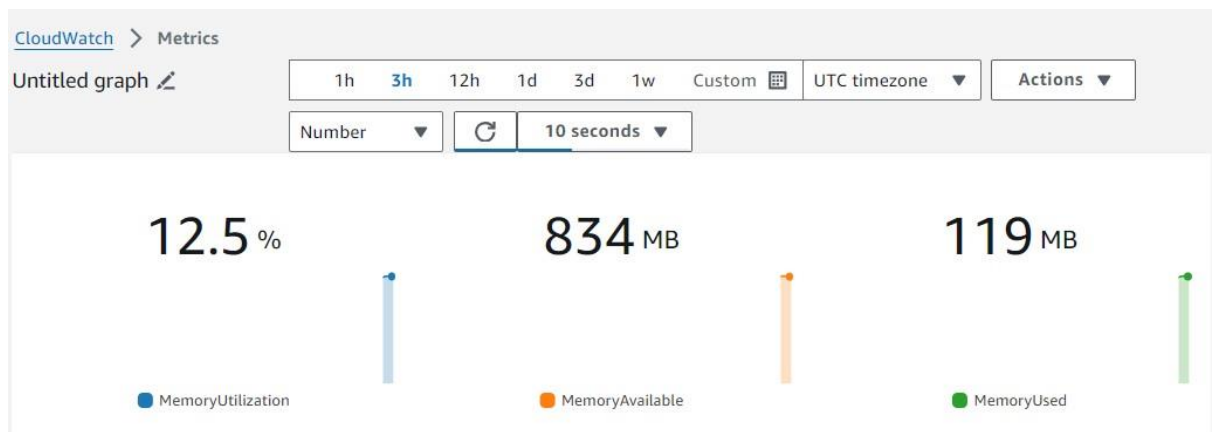 CloudWatch > Metrics
Untitled graph 1h 3h 12h 1d 3d 1w Custom UTC timezone Actions
Number 10 seconds
12.5 % 834 MB 119 MB
MemoryUtilization MemoryAvailable MemoryUsed